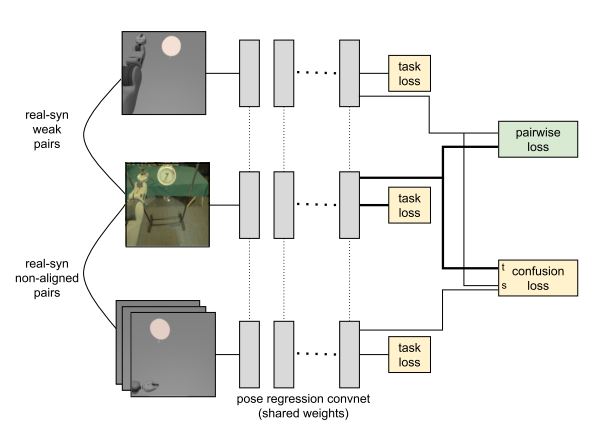 task
loss
real-syn
weak
pairs
pairwise
loss
task
loss
real-syn
non-aligned
pairs
t
s
confusion
loss
task
loss
pose regression convnet
(shared weights)